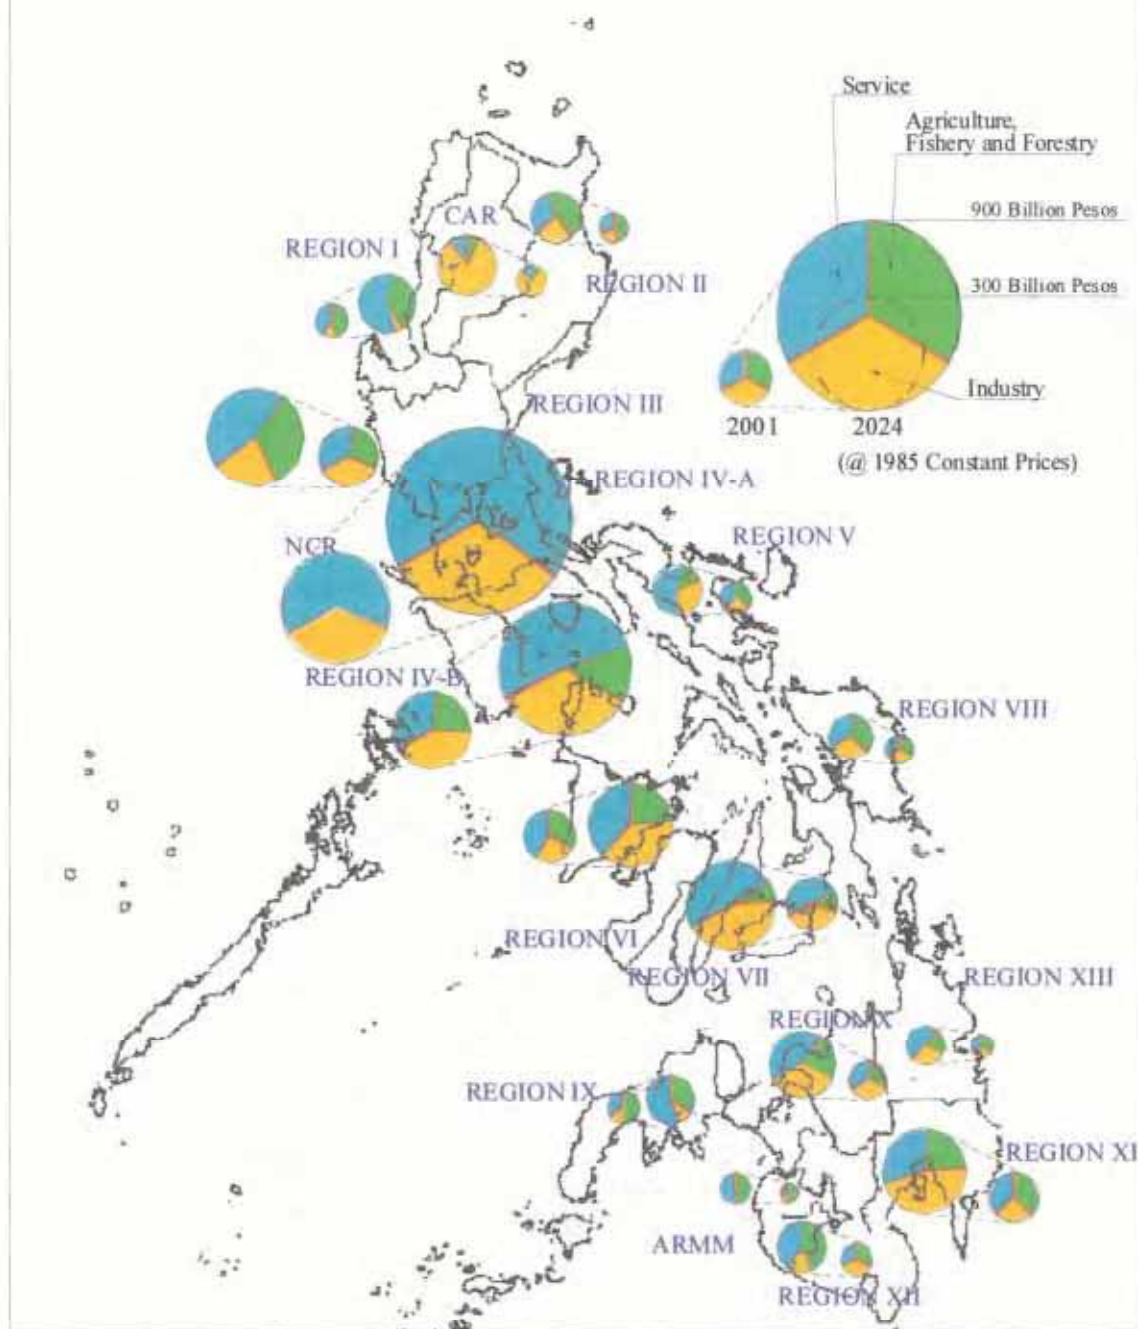 Service
Agriculture,
Fishery and Forestry
900 Billion Pesos
CAR
REGION I
REGION II
300 Billion Pesos
Industry
REGION III
2001
2024
(@ 1985 Constant Prices)
REGION IV-A
NCR
REGION V
REGION IV-B
REGION VIII
REGION VI
REGION VII
REGION XIII
REGION X
REGION IX
REGION XI
ARMM
REGION XII